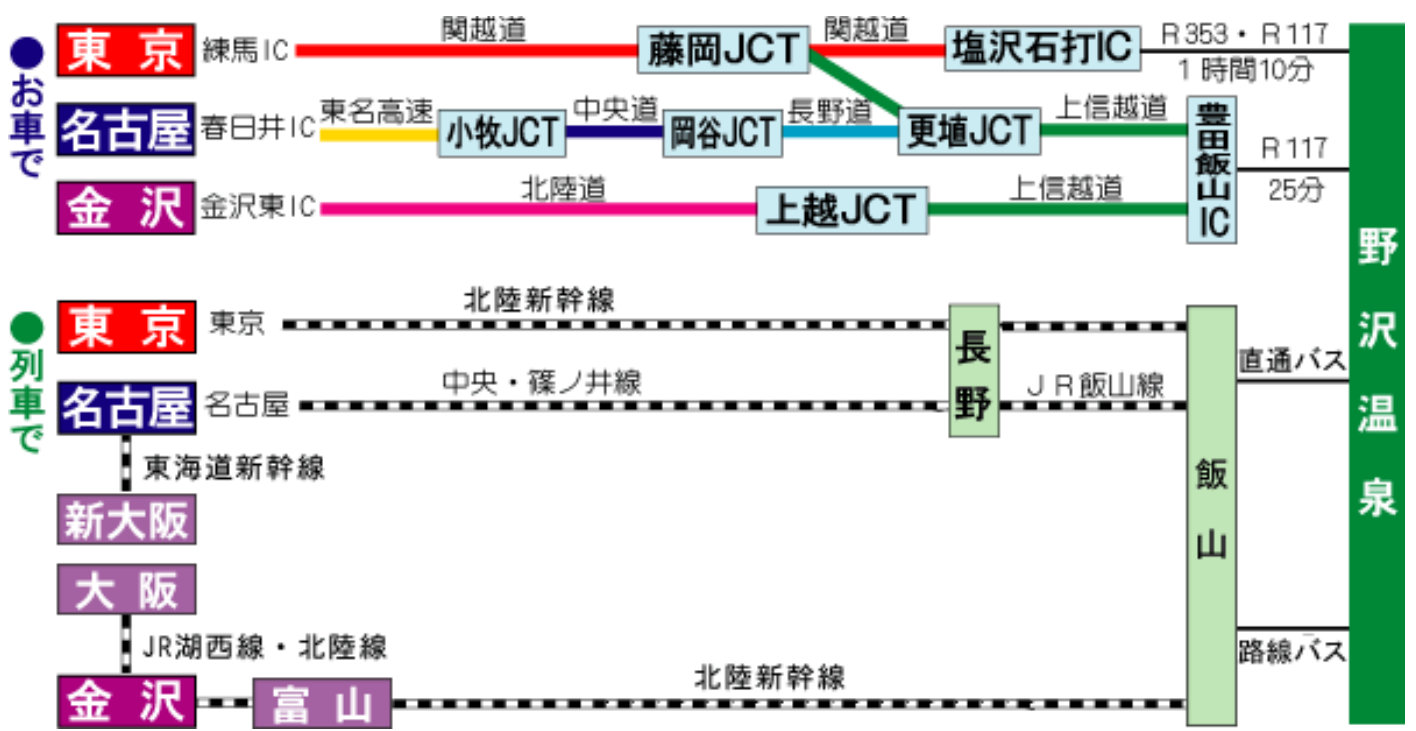 ●お車で
東京 練馬IC 関越道 藤岡JCT 関越道 塩沢石打IC R353・R117
1時間10分
名古屋 春日井IC 東名高速 小牧JCT 中央道 岡谷JCT 長野道 更埴JCT 上信越道 豊田飯山IC R117
25分
金沢 金沢東IC 北陸道 上越JCT 上信越道
野沢温泉
●列車で
東京 東京 北陸新幹線 長野 飯山 直通バス
名古屋 名古屋 中央・篠ノ井線 JR飯山線
東海道新幹線
新大阪
大阪
JR湖西線・北陸線 路線バス
金沢 富山 北陸新幹線